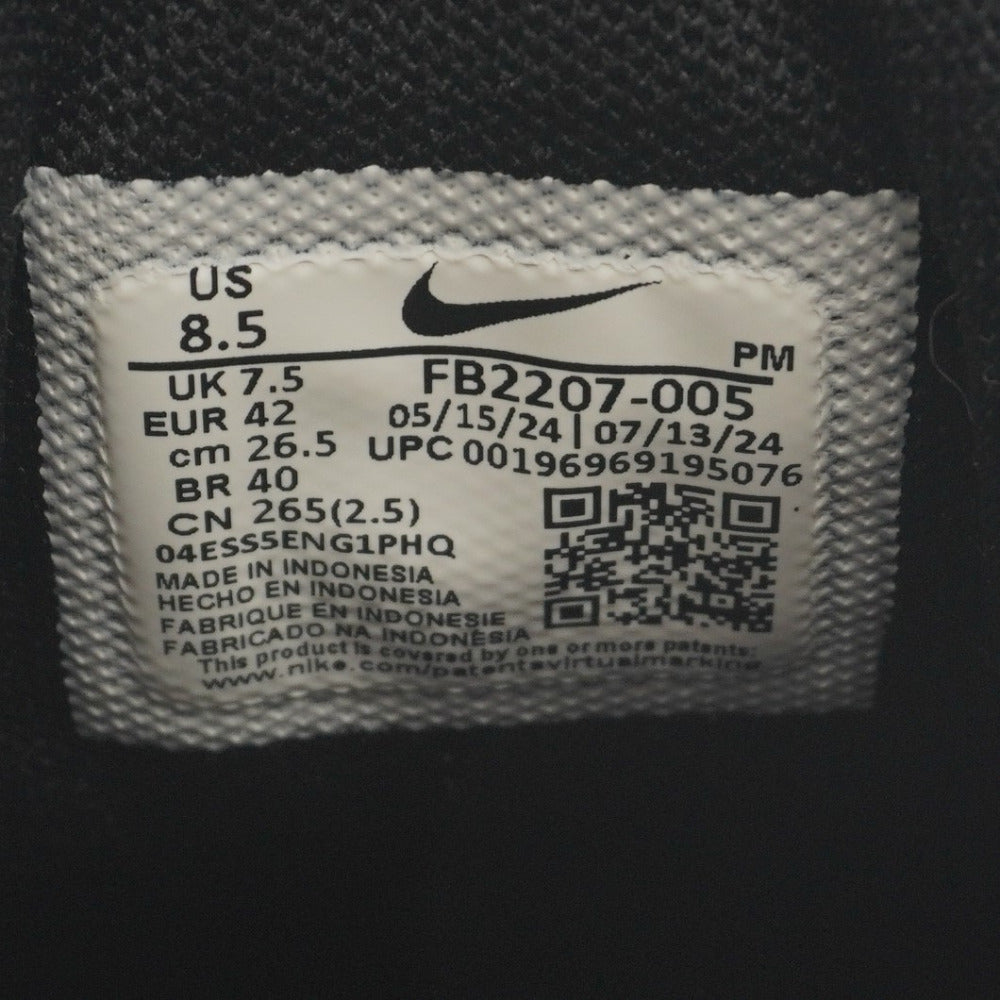 US
8.5
PM
UK 7.5
FB2207-005
EUR 42
05/15/24 | 07/13/24
cm 26.5
UPC 00196969195076
BR 40
CN 265(2.5)
04ESS5ENG1PHQ
MADE IN INDONESIA
HECHO EN INDONESIA
FABRIQUE EN INDONESIE
FABRICADO NA INDONÉSIA
This product is covered by one or more patents:
www.nike.com/patentsvirtualmarking